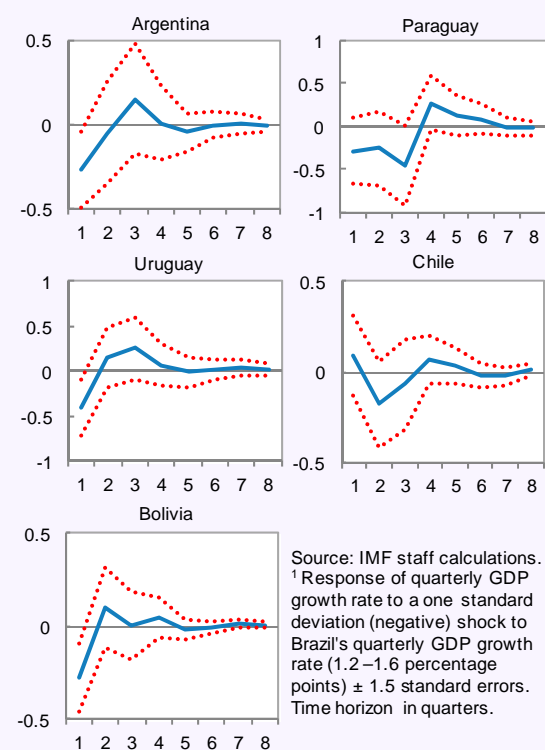 Argentina
0.5
0
-0.5
1 2 3 4 5 6 7 8
Paraguay
1
0.5
0
-0.5
-1
1 2 3 4 5 6 7 8
Uruguay
1
0.5
0
-0.5
-1
1 2 3 4 5 6 7 8
Chile
0.5
0
-0.5
1 2 3 4 5 6 7 8
Bolivia
0.5
0
-0.5
1 2 3 4 5 6 7 8
Source: IMF staff calculations.
¹ Response of quarterly GDP
growth rate to a one standard
deviation (negative) shock to
Brazil's quarterly GDP growth
rate (1.2–1.6 percentage
points) ± 1.5 standard errors.
Time horizon in quarters.